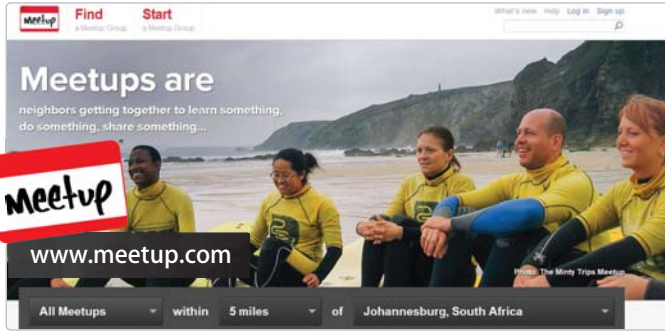 Meetup
Find
a Meetup Group
Start
a Meetup Group
What's new Help Log in Sign up
Meetups are
neighbors getting together to learn something,
do something, share something...
Meetup
www.meetup.com
Photo: The Minty Trips Meetup
All Meetups within 5 miles of Johannesburg, South Africa